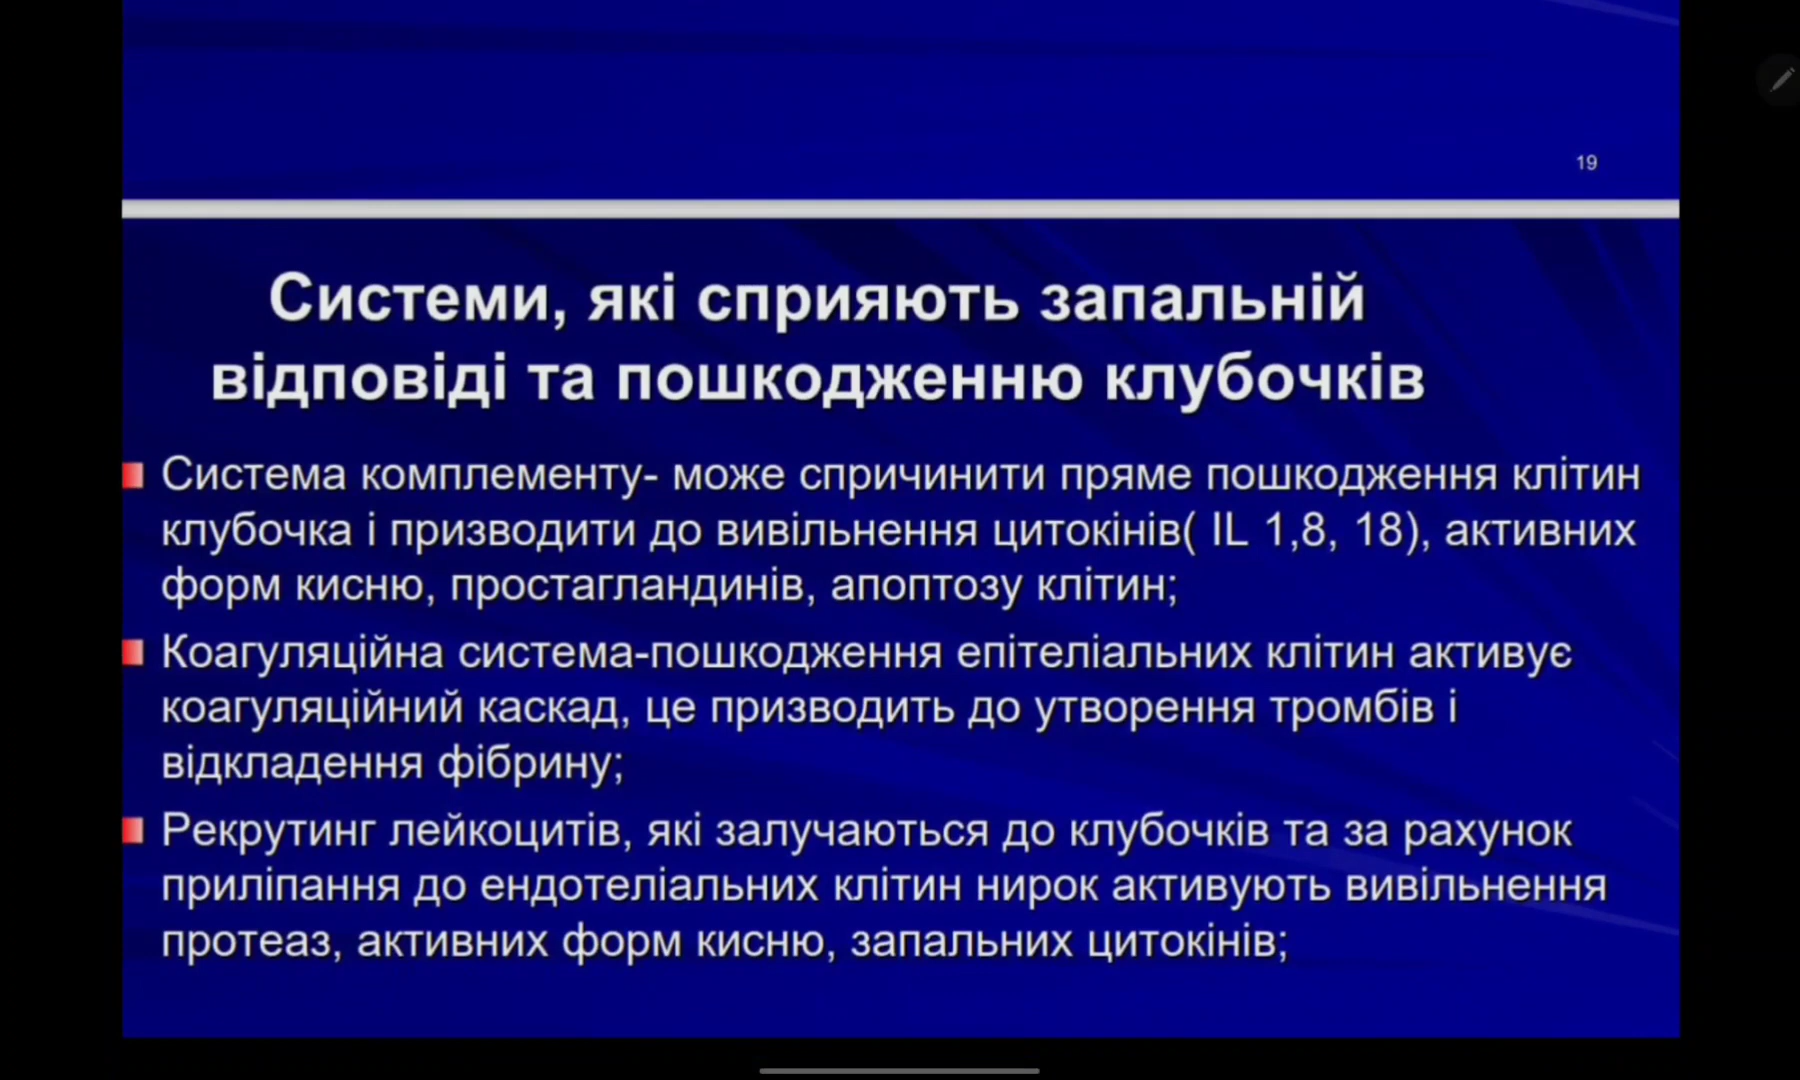 19
Системи, які сприяють запальній
відповіді та пошкодженню клубочків
Система комплементу- може спричинити пряме пошкодження клітин
клубочка і призводити до вивільнення цитокінів( IL 1,8, 18), активних
форм кисню, простагландинів, апоптозу клітин;
Коагуляційна система-пошкодження епітеліальних клітин активує
коагуляційний каскад, це призводить до утворення тромбів і
відкладення фібрину;
Рекрутинг лейкоцитів, які залучаються до клубочків та за рахунок
приліпання до ендотеліальних клітин нирок активують вивільнення
протеаз, активних форм кисню, запальних цитокінів;